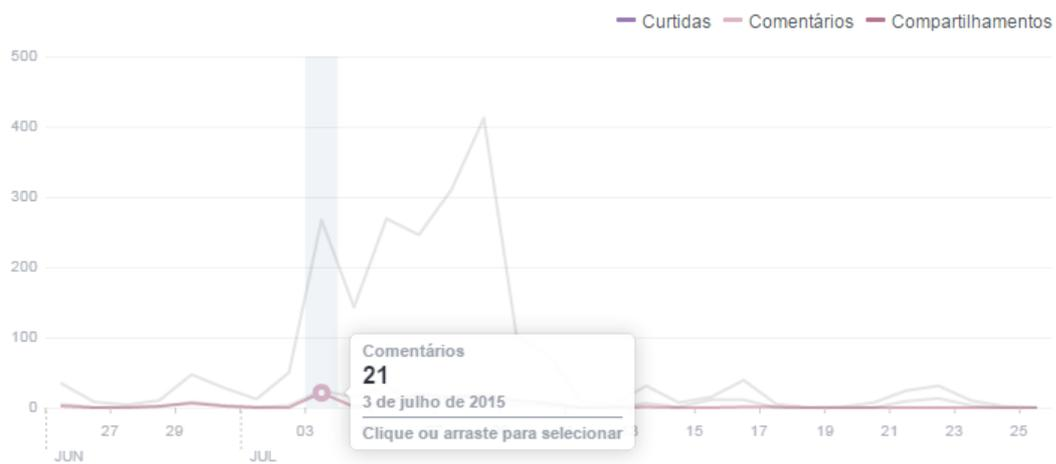 Curtidas Comentários Compartilhamentos
500
400
300
200
100
0
Comentários
21
3 de julho de 2015
Clique ou arraste para selecionar
27 29 03 15 17 19 21 23 25
JUN JUL